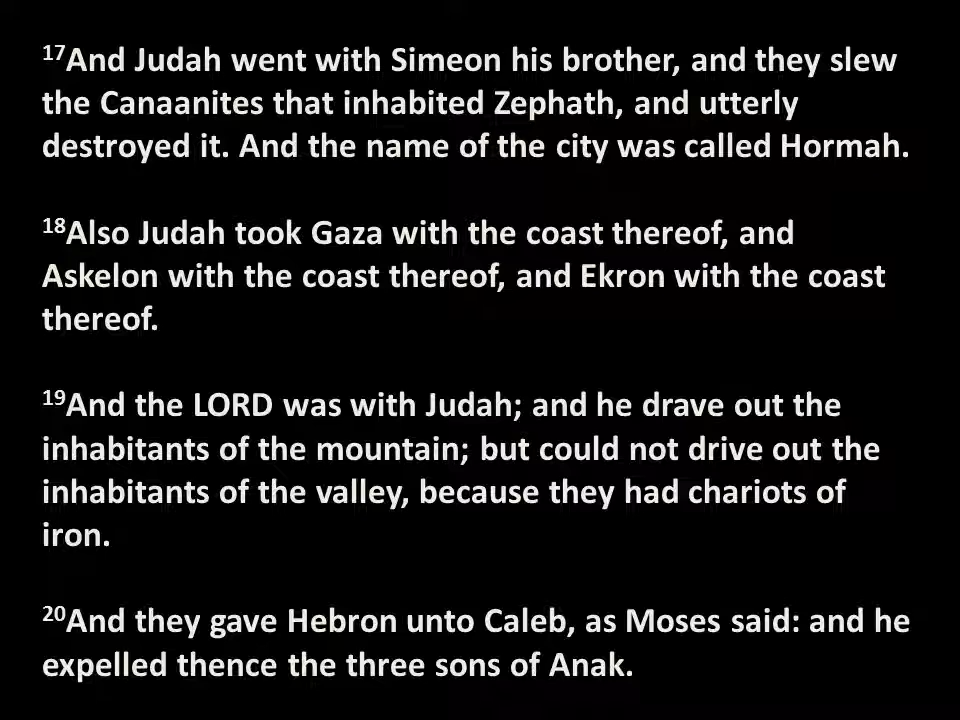 17And Judah went with Simeon his brother, and they slew
the Canaanites that inhabited Zephath, and utterly
destroyed it. And the name of the city was called Hormah.
18Also Judah took Gaza with the coast thereof, and
Askelon with the coast thereof, and Ekron with the coast
thereof.
19And the LORD was with Judah; and he drave out the
inhabitants of the mountain; but could not drive out the
inhabitants of the valley, because they had chariots of
iron.
20And they gave Hebron unto Caleb, as Moses said: and he
expelled thence the three sons of Anak.